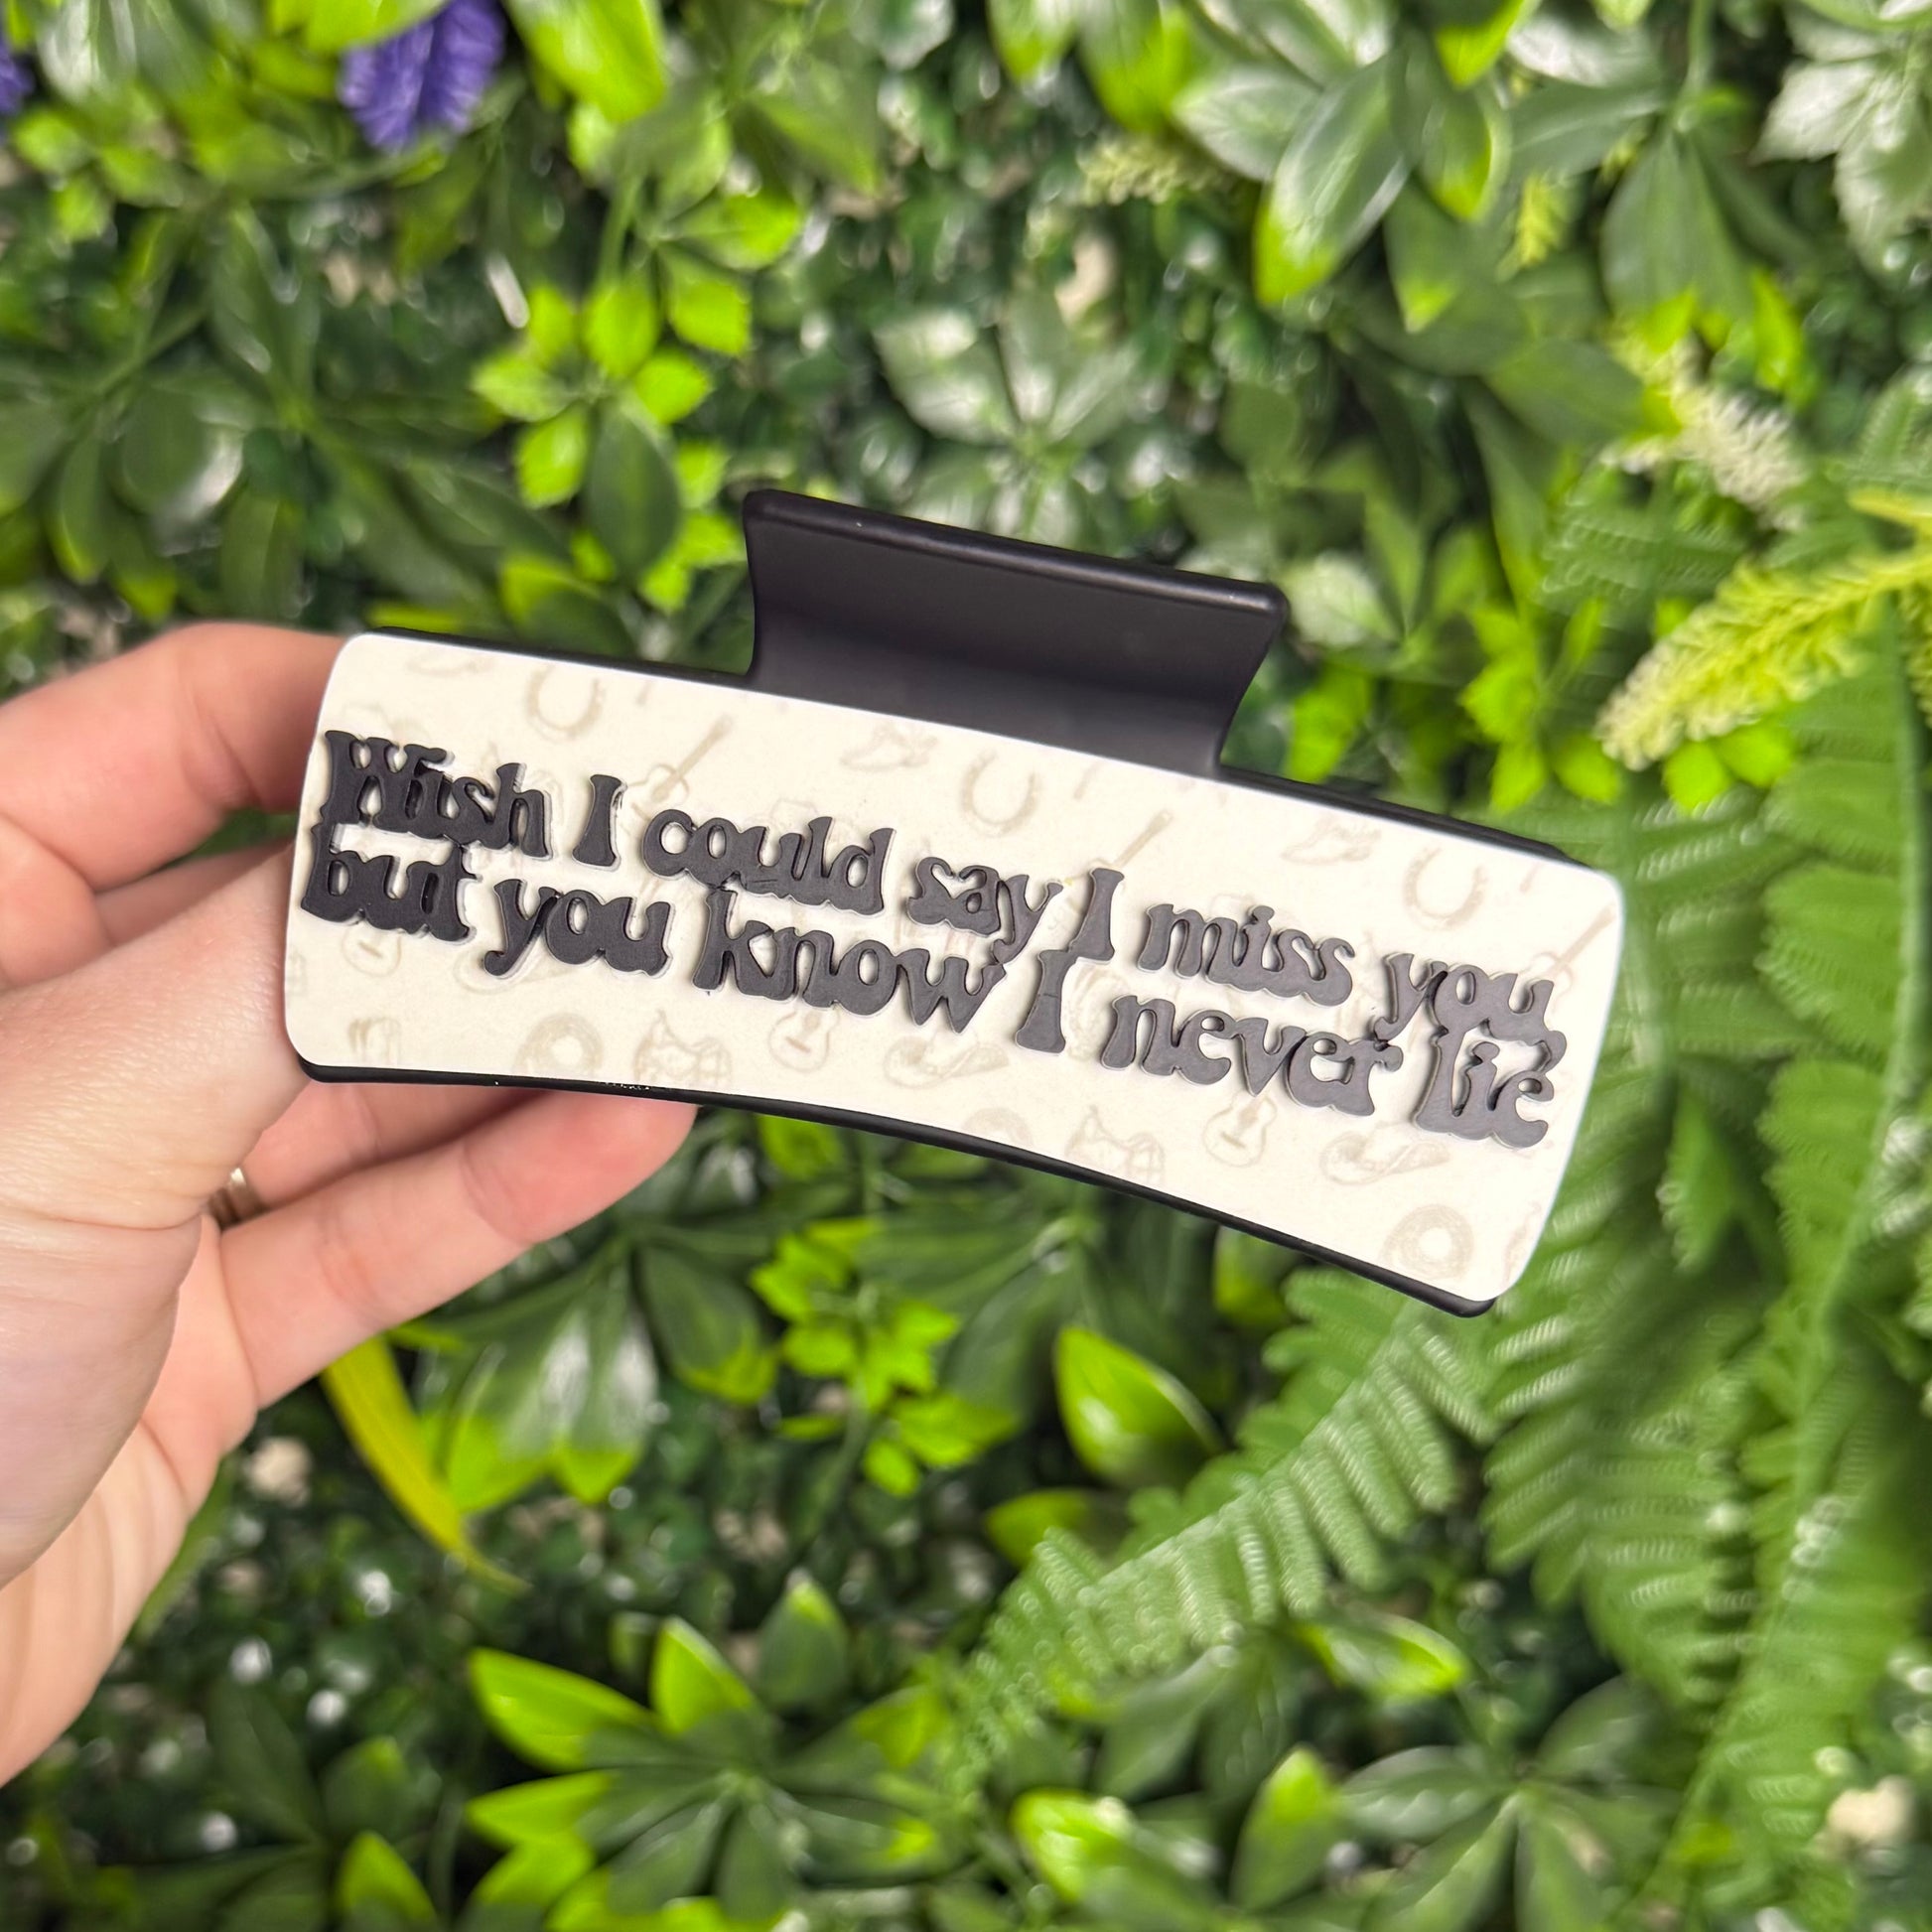 Wish I could say I miss you,
but you know I never lie